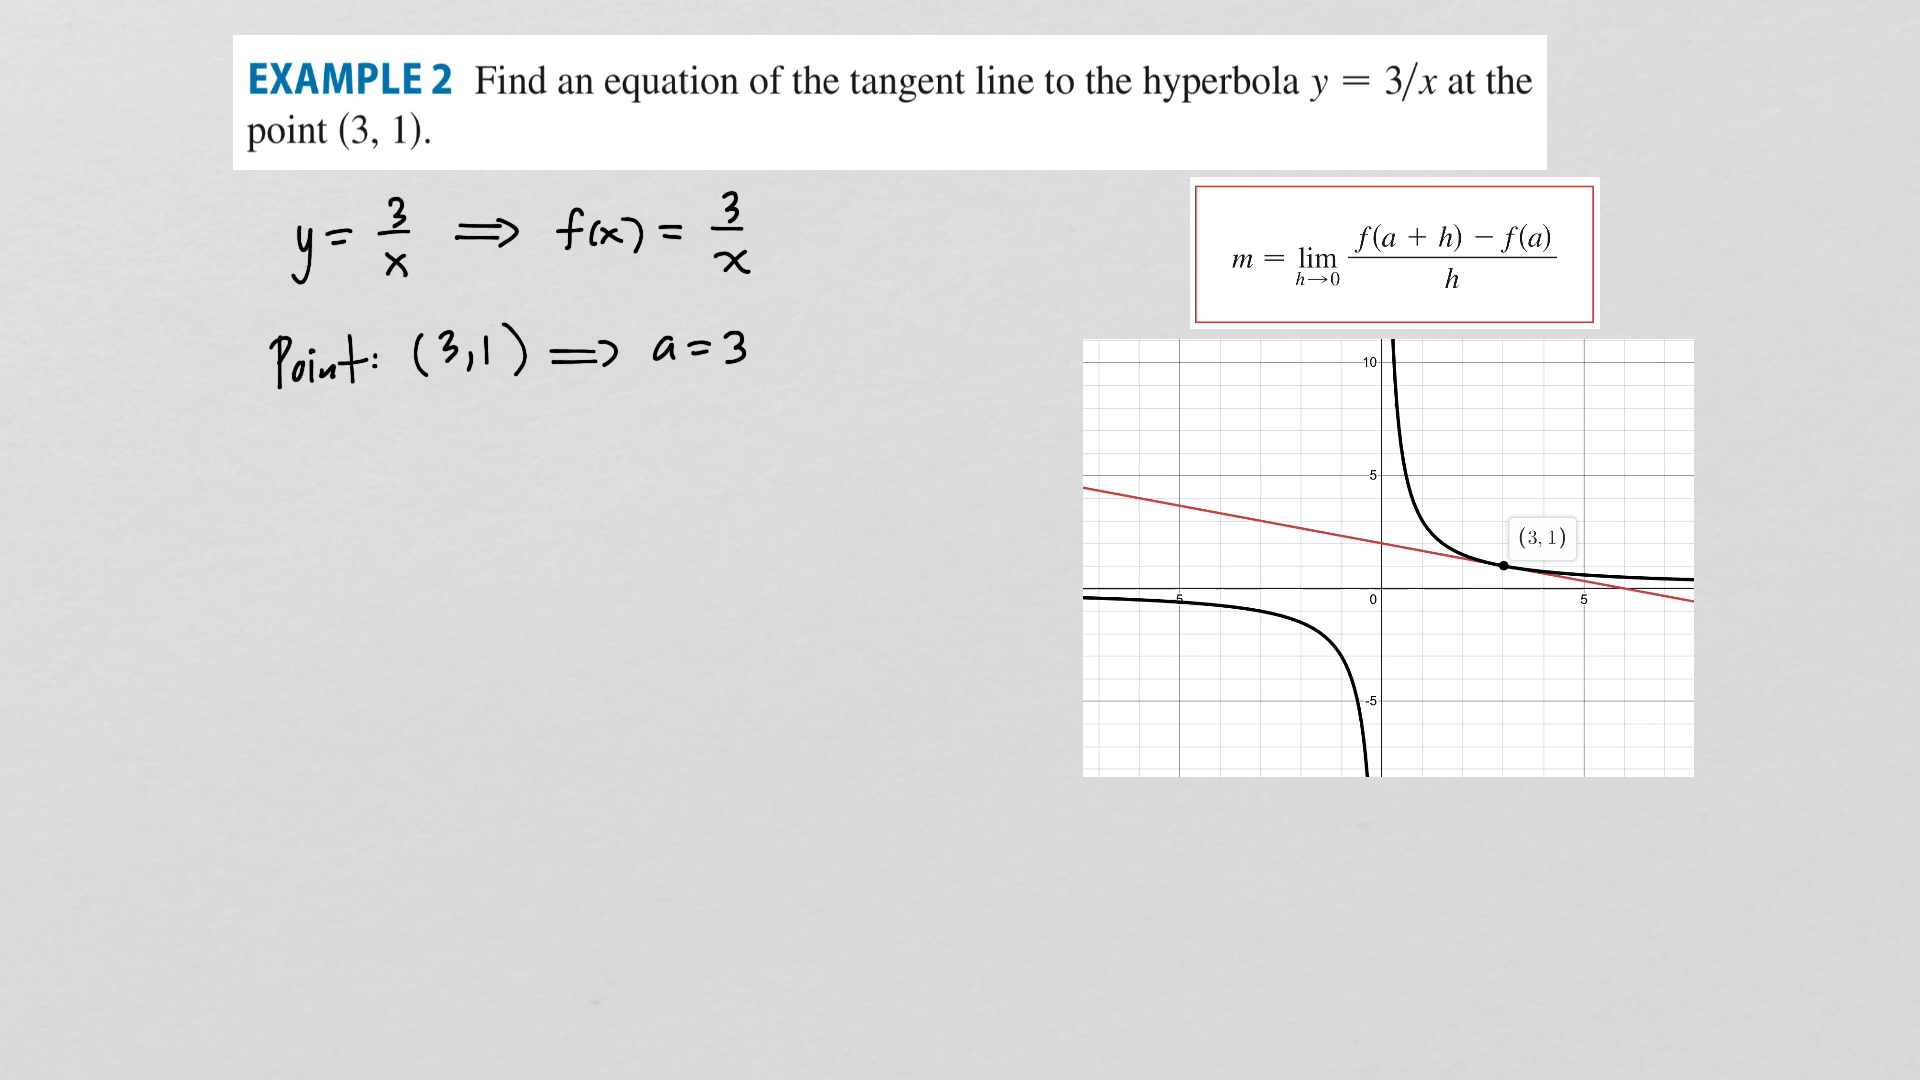 EXAMPLE 2 Find an equation of the tangent line to the hyperbola y = 3/x at the
point (3, 1).
y = 3/x ⟹ f(x) = 3/x
Point: (3,1) ⟹ a = 3
m = lim h→0 f(a + h) − f(a) / h
10
5
(3, 1)
5
0
5
-5